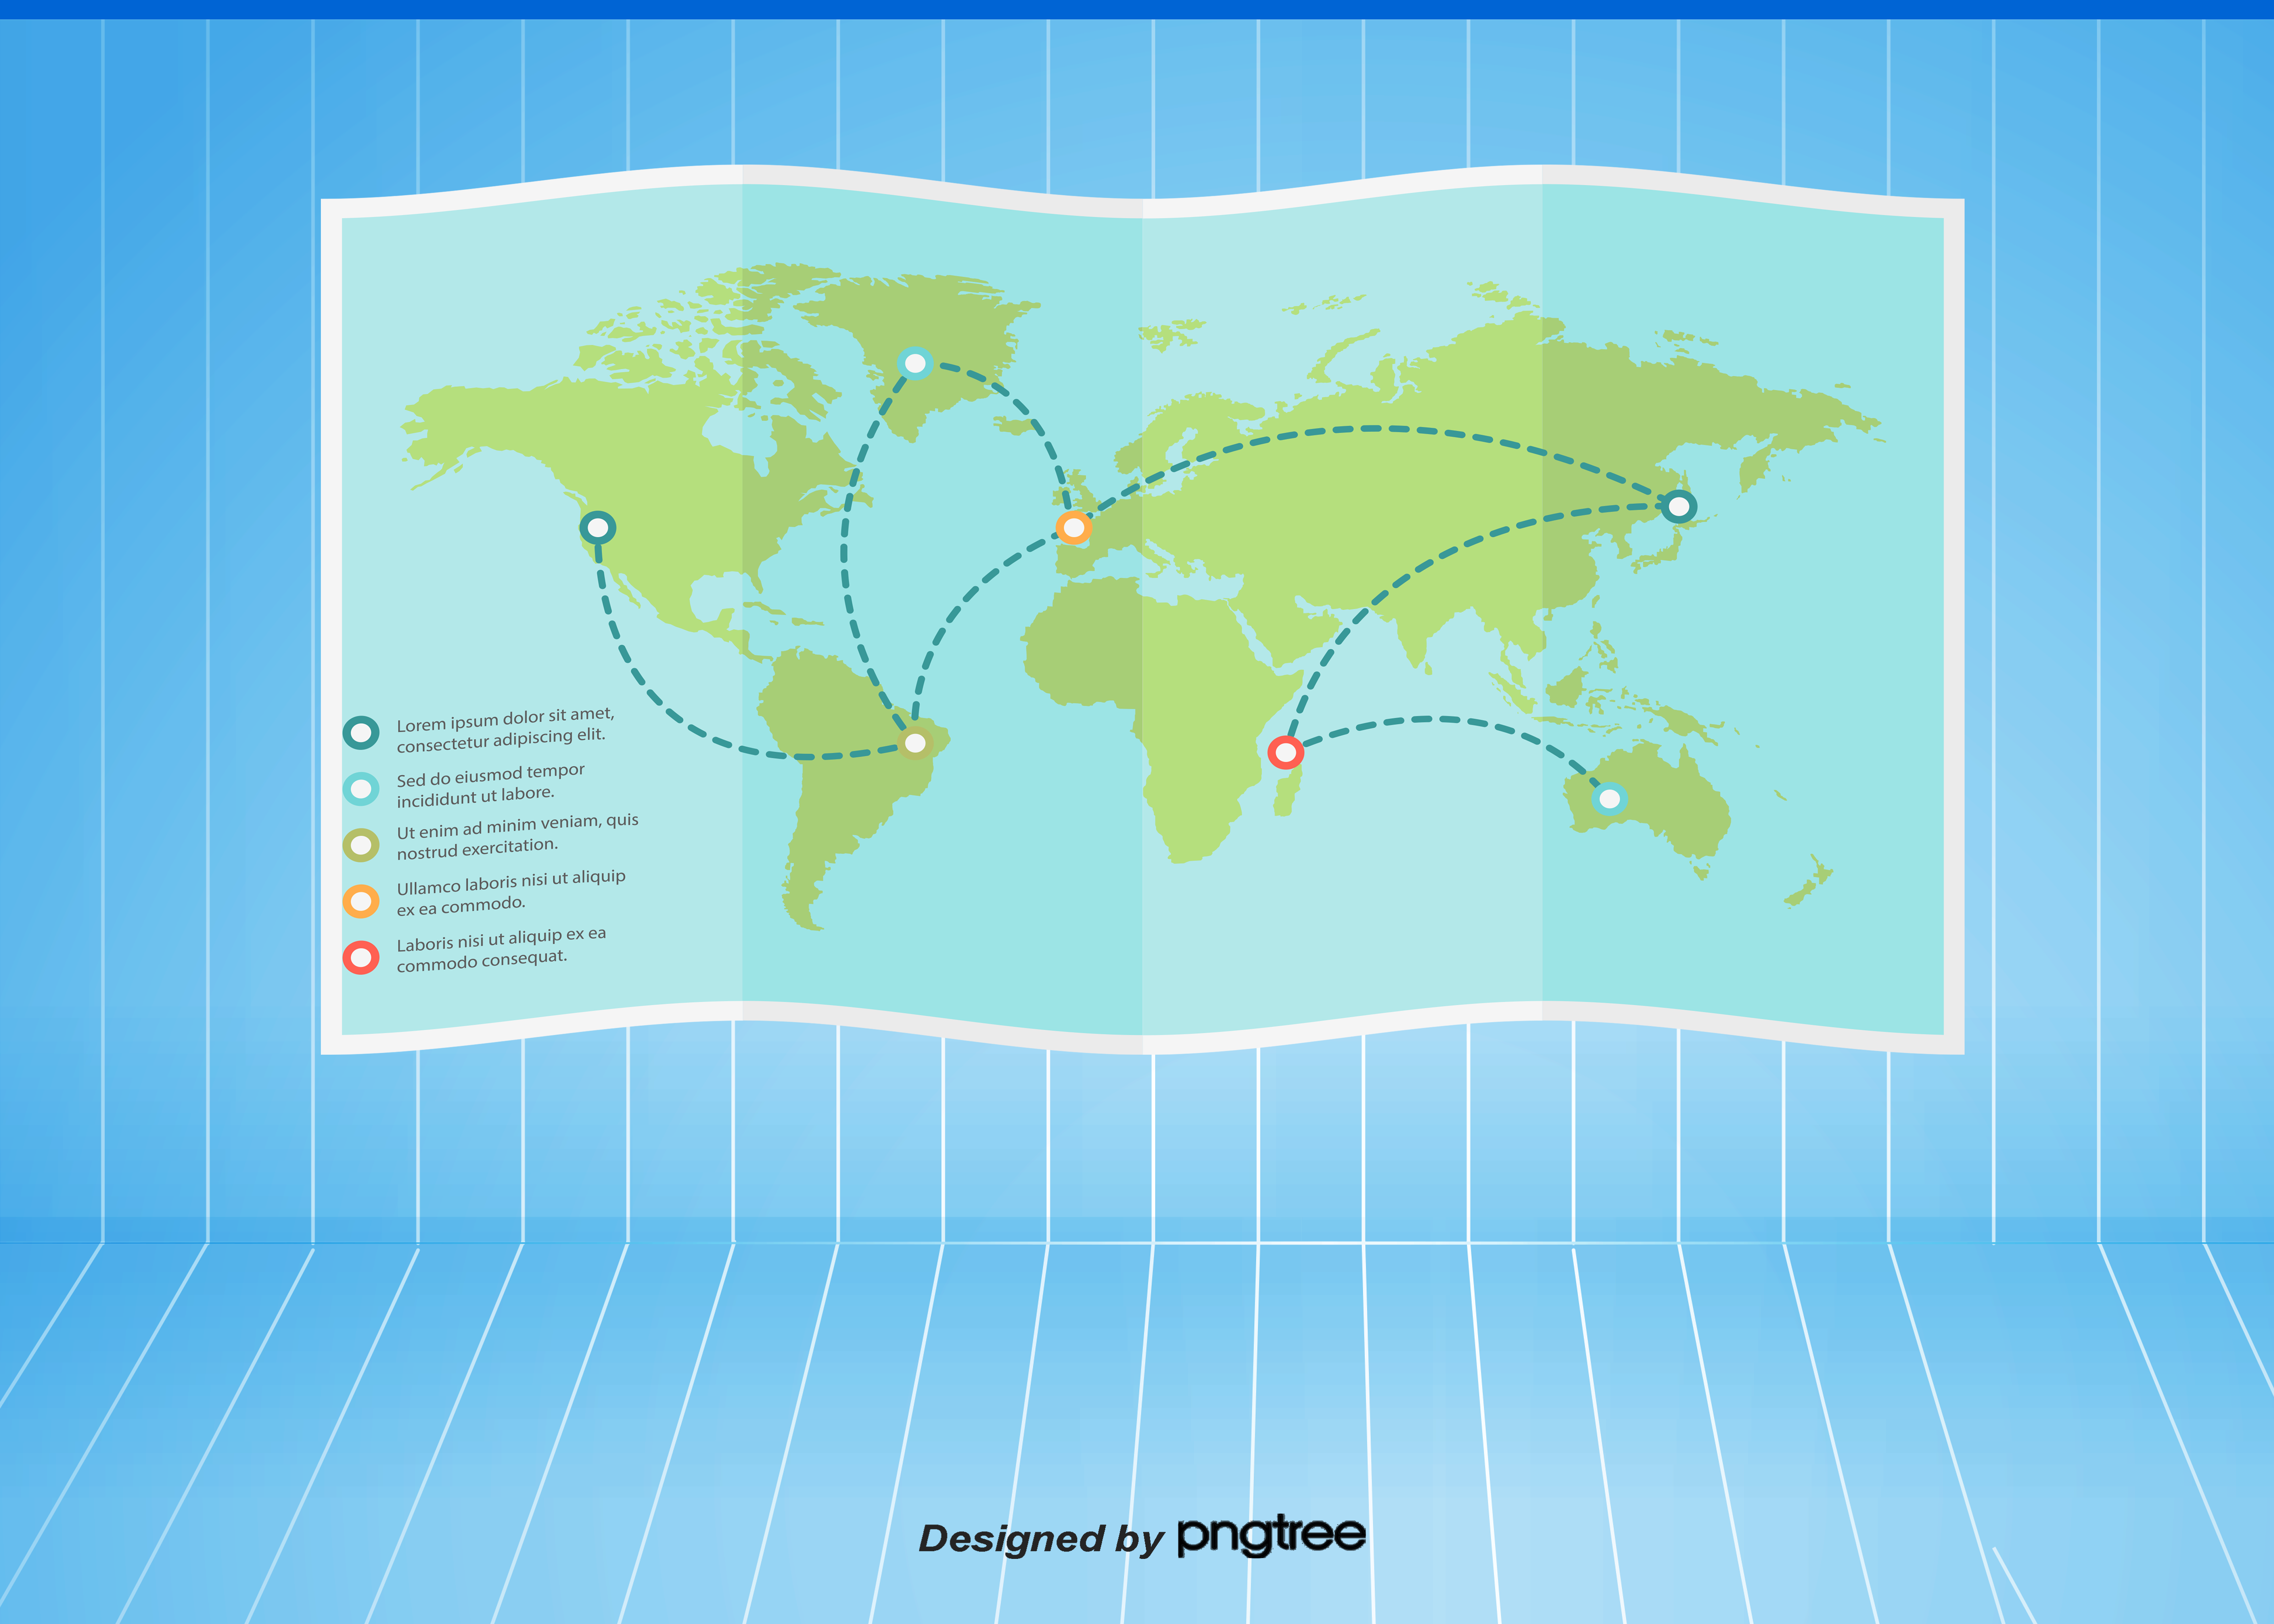 Lorem ipsum dolor sit amet,
consectetur adipiscing elit.
Sed do eiusmod tempor
incididunt ut labore.
Ut enim ad minim veniam, quis
nostrud exercitation.
Ullamco laboris nisi ut aliquip
ex ea commodo.
Laboris nisi ut aliquip ex ea
commodo consequat.
Designed by pngtree